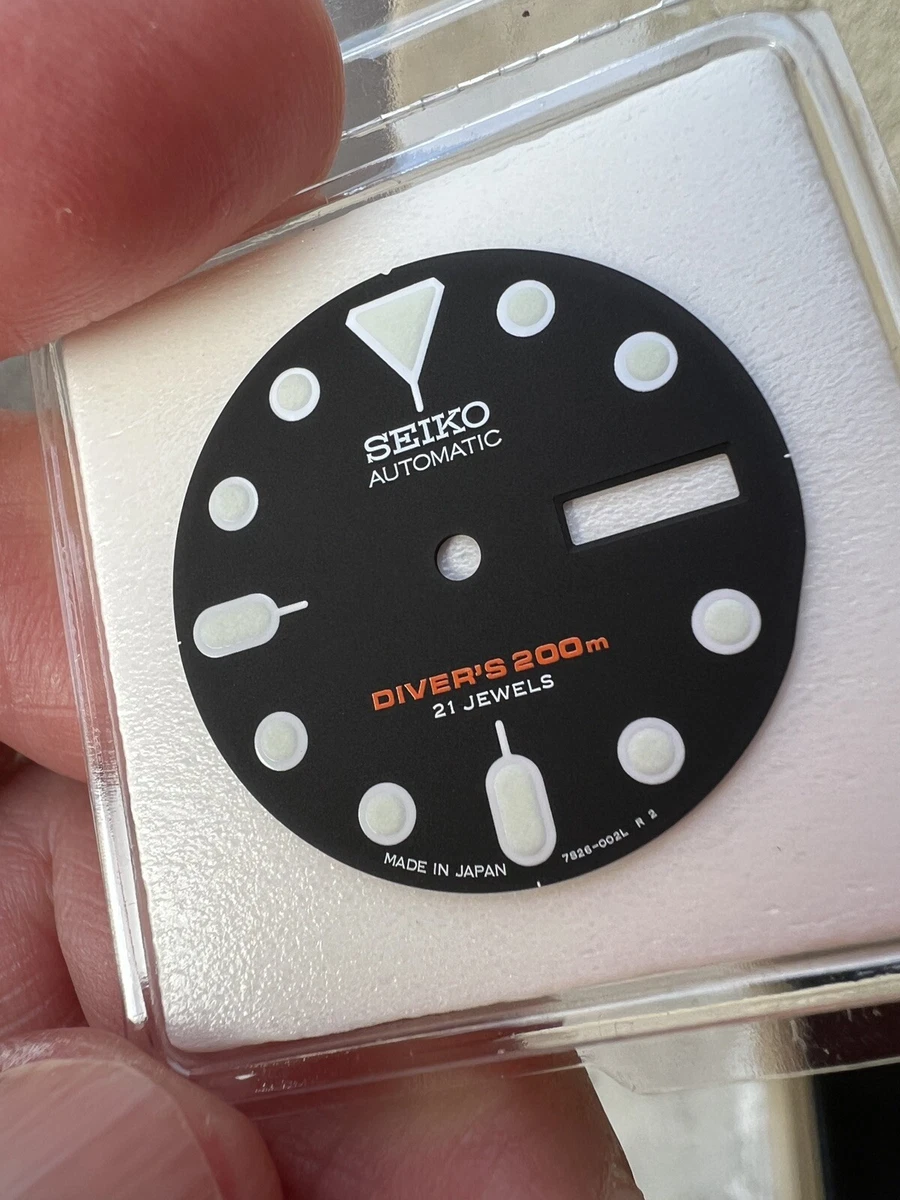 SEIKO
AUTOMATIC
DIVER'S 200m
21 JEWELS
MADE IN JAPAN
7S26-002L R 2